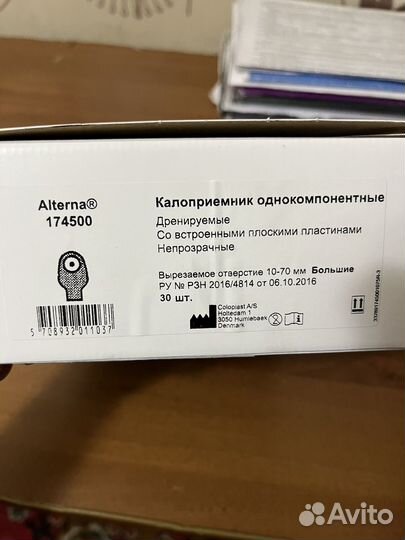 Alterna®
174500
Калоприемник однокомпонентные
Дренируемые
Со встроенными плоскими пластинами
Непрозрачные
Вырезаемое отверстие 10-70 мм Большие
РУ № РЗН 2016/4814 от 06.10.2016
30 шт.
Coloplast A/S
Holtedam 1
3050 Humlebaek
Denmark
5 708932 011037
Avito